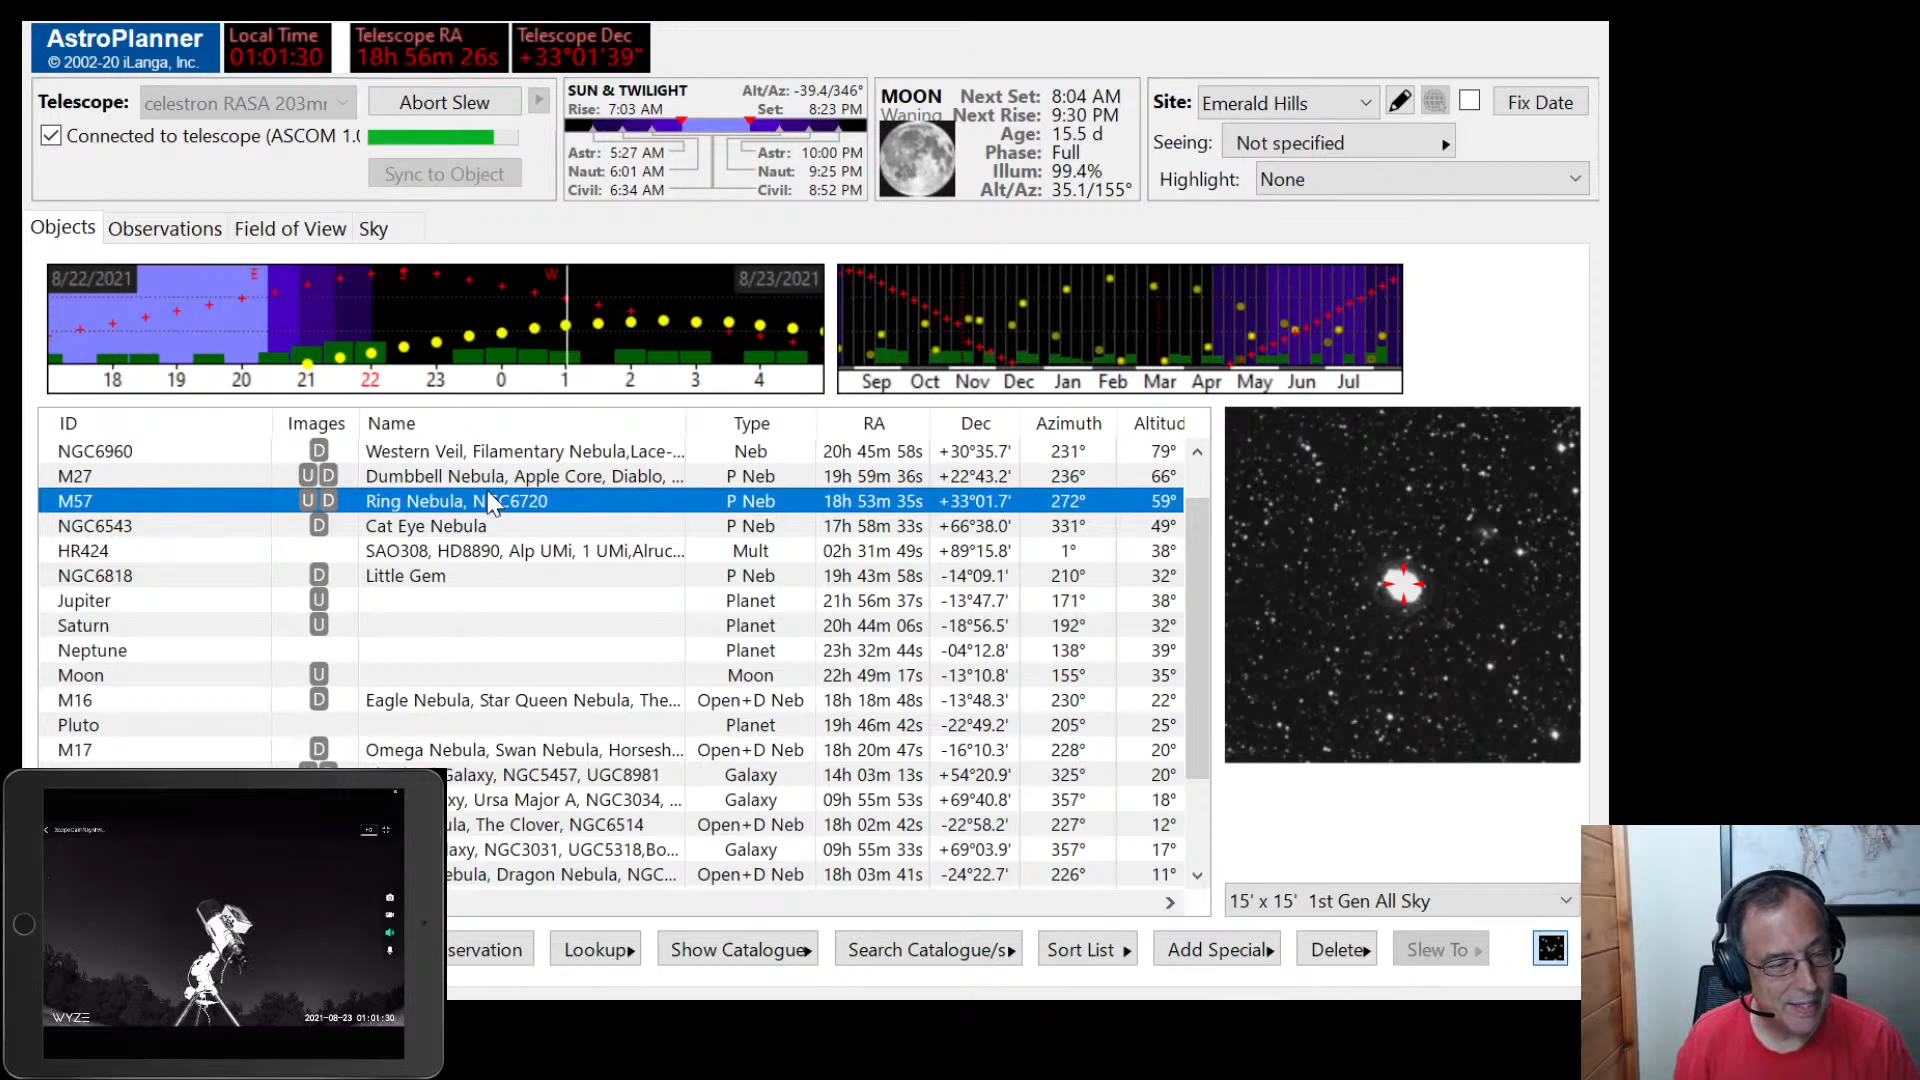 AstroPlanner
© 2002-20 iLanga, Inc.
Local Time
01:01:30
Telescope RA
18h 56m 26s
Telescope Dec
+33°01'39"
Telescope: celestron RASA 203mr
Abort Slew
Connected to telescope (ASCOM 1.0
Sync to Object
SUN & TWILIGHT Alt/Az: -39.4/346°
Rise: 7:03 AM Set: 8:23 PM
Astr: 5:27 AM Astr: 10:00 PM
Naut: 6:01 AM Naut: 9:25 PM
Civil: 6:34 AM Civil: 8:52 PM
MOON Next Set: 8:04 AM
Waning Next Rise: 9:30 PM
Age: 15.5 d
Phase: Full
Illum: 99.4%
Alt/Az: 35.1/155°
Site: Emerald Hills Fix Date
Seeing: Not specified
Highlight: None
Objects Observations Field of View Sky
8/22/2021 E S W 8/23/2021
18 19 20 21 22 23 0 1 2 3 4
Sep Oct Nov Dec Jan Feb Mar Apr May Jun Jul
ID Images Name Type RA Dec Azimuth Altitud
NGC6960 D Western Veil, Filamentary Nebula,Lace-... Neb 20h 45m 58s +30°35.7' 231° 79°
M27 U D Dumbbell Nebula, Apple Core, Diablo, ... P Neb 19h 59m 36s +22°43.2' 236° 66°
M57 U D Ring Nebula, NGC6720 P Neb 18h 53m 35s +33°01.7' 272° 59°
NGC6543 D Cat Eye Nebula P Neb 17h 58m 33s +66°38.0' 331° 49°
HR424 SAO308, HD8890, Alp UMi, 1 UMi,Alruc... Mult 02h 31m 49s +89°15.8' 1° 38°
NGC6818 D Little Gem P Neb 19h 43m 58s -14°09.1' 210° 32°
Jupiter U Planet 21h 56m 37s -13°47.7' 171° 38°
Saturn U Planet 20h 44m 06s -18°56.5' 192° 32°
Neptune Planet 23h 32m 44s -04°12.8' 138° 39°
Moon U Moon 22h 49m 17s -13°10.8' 155° 35°
M16 D Eagle Nebula, Star Queen Nebula, The... Open+D Neb 18h 18m 48s -13°48.3' 230° 22°
Pluto Planet 19h 46m 42s -22°49.2' 205° 25°
M17 D Omega Nebula, Swan Nebula, Horsesh... Open+D Neb 18h 20m 47s -16°10.3' 228° 20°
Galaxy, NGC5457, UGC8981 Galaxy 14h 03m 13s +54°20.9' 325° 20°
xy, Ursa Major A, NGC3034, ... Galaxy 09h 55m 53s +69°40.8' 357° 18°
ula, The Clover, NGC6514 Open+D Neb 18h 02m 42s -22°58.2' 227° 12°
axy, NGC3031, UGC5318,Bo... Galaxy 09h 55m 33s +69°03.9' 357° 17°
ebula, Dragon Nebula, NGC... Open+D Neb 18h 03m 41s -24°22.7' 226° 11°
15' x 15' 1st Gen All Sky
servation Lookup Show Catalogue Search Catalogue/s Sort List Add Special Delete Slew To
HD
WYZE
2021-08-23 01:01:30